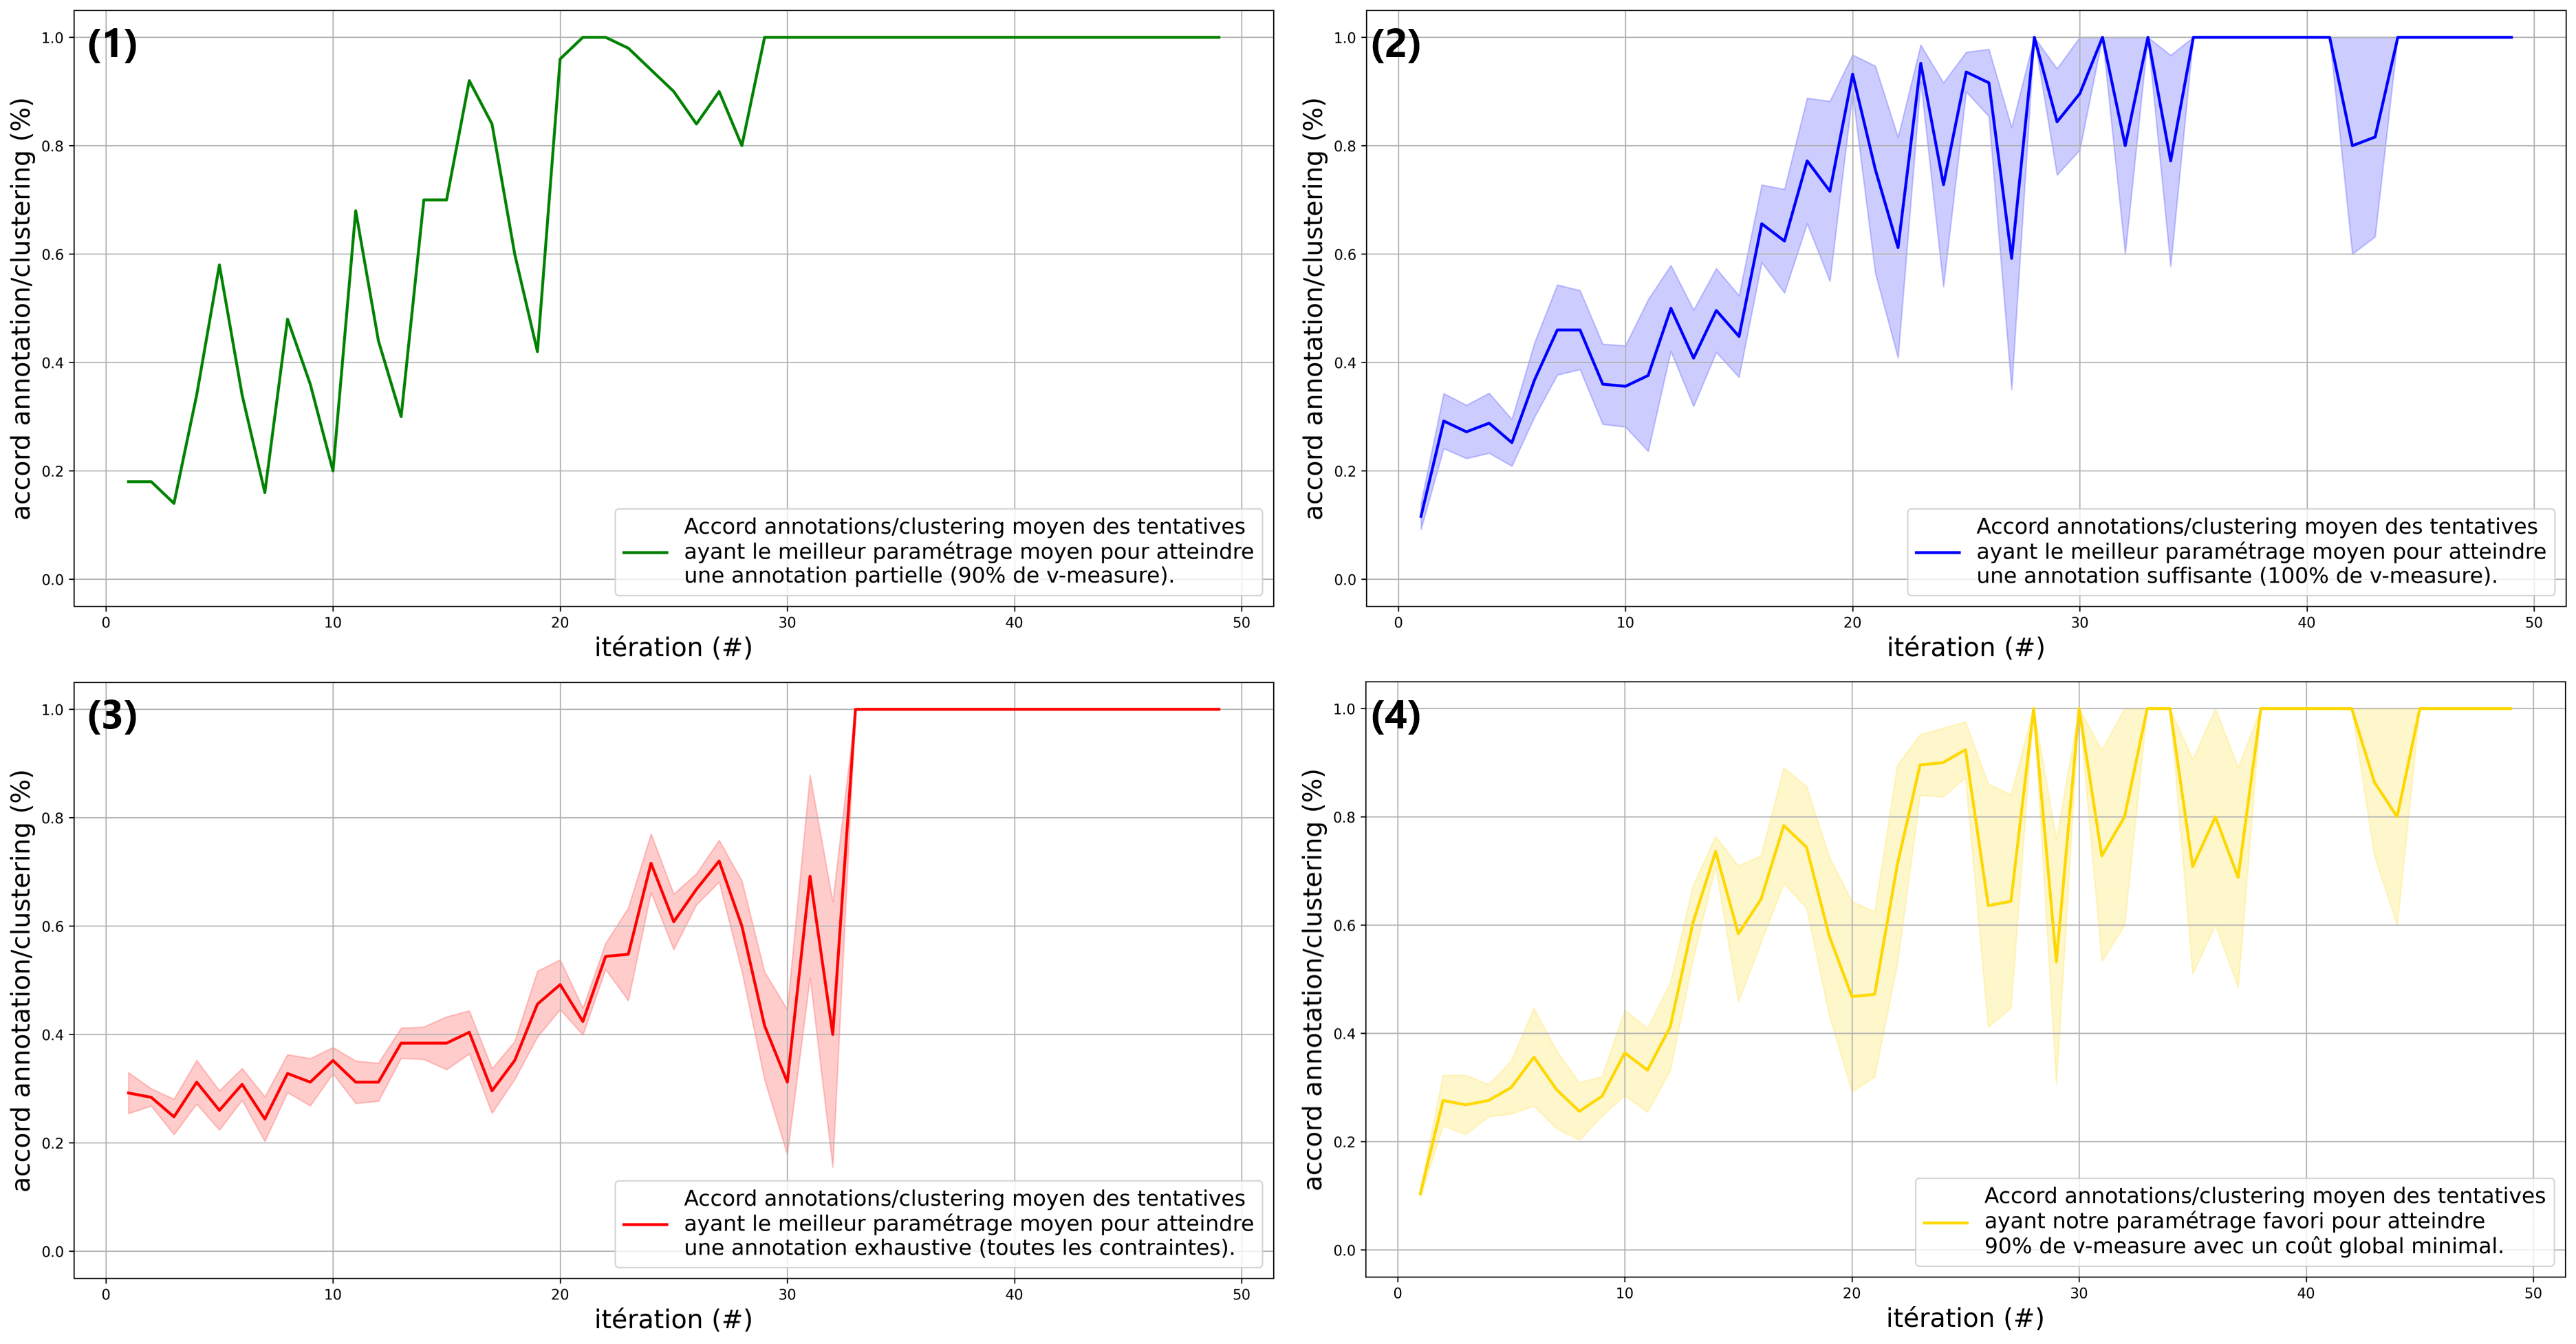 (1)
accord annotation/clustering (%)
1.0
0.8
0.6
0.4
0.2
0.0
Accord annotations/clustering moyen des tentatives
ayant le meilleur paramétrage moyen pour atteindre
une annotation partielle (90% de v-measure).
0 10 20 30 40 50
itération (#)
(2)
accord annotation/clustering (%)
1.0
0.8
0.6
0.4
0.2
0.0
Accord annotations/clustering moyen des tentatives
ayant le meilleur paramétrage moyen pour atteindre
une annotation suffisante (100% de v-measure).
0 10 20 30 40 50
itération (#)
(3)
accord annotation/clustering (%)
1.0
0.8
0.6
0.4
0.2
0.0
Accord annotations/clustering moyen des tentatives
ayant le meilleur paramétrage moyen pour atteindre
une annotation exhaustive (toutes les contraintes).
0 10 20 30 40 50
itération (#)
(4)
accord annotation/clustering (%)
1.0
0.8
0.6
0.4
0.2
0.0
Accord annotations/clustering moyen des tentatives
ayant notre paramétrage favori pour atteindre
90% de v-measure avec un coût global minimal.
0 10 20 30 40 50
itération (#)